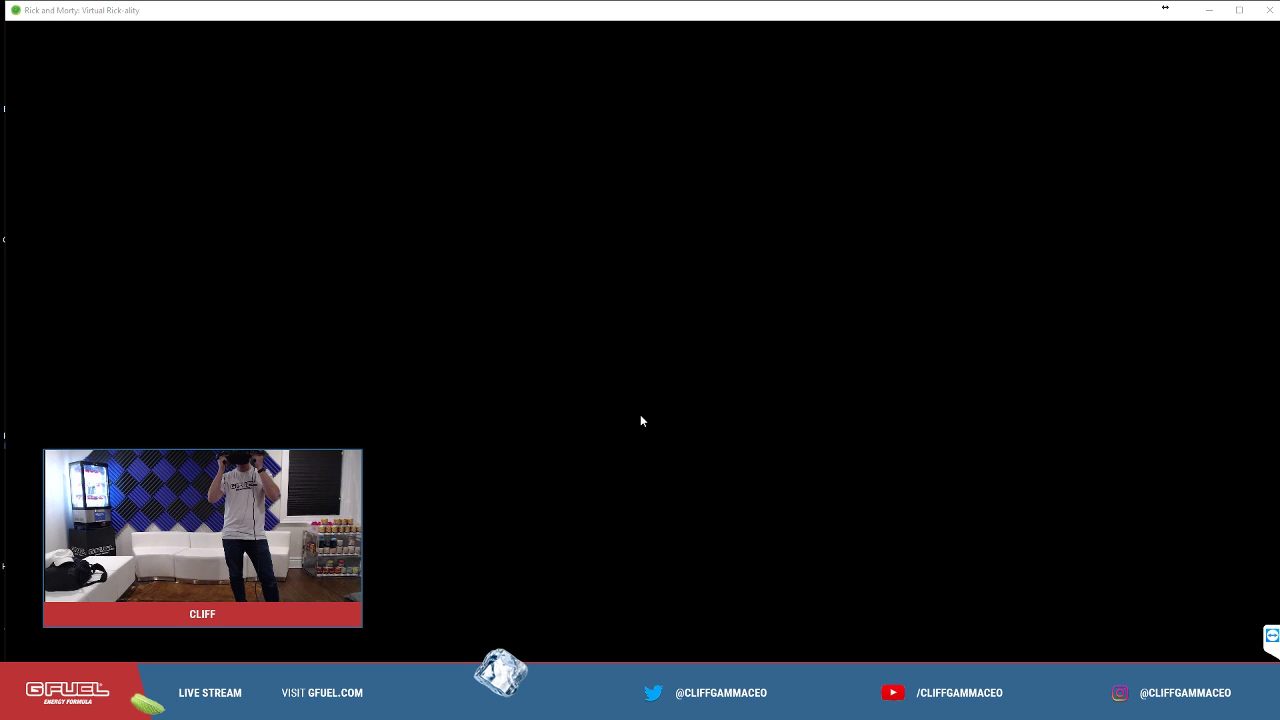 Rick and Morty: Virtual Rick-ality
CLIFF
GFUEL
ENERGY FORMULA
LIVE STREAM
VISIT GFUEL.COM
@CLIFFGAMMACEO
/CLIFFGAMMACEO
@CLIFFGAMMACEO